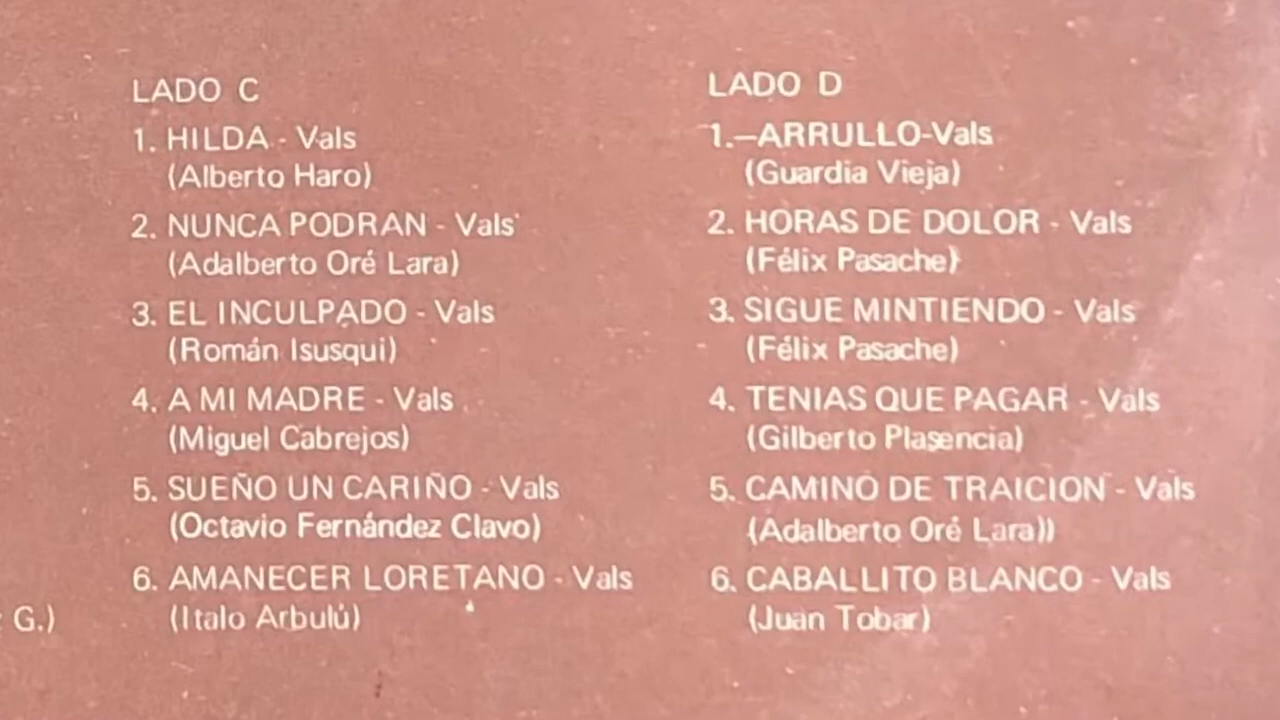 LADO C
1. HILDA - Vals
(Alberto Haro)
2. NUNCA PODRAN - Vals
(Adalberto Oré Lara)
3. EL INCULPADO - Vals
(Román Isusqui)
4. A MI MADRE - Vals
(Miguel Cabrejos)
5. SUEÑO UN CARIÑO - Vals
(Octavio Fernández Clavo)
6. AMANECER LORETANO - Vals
(Italo Arbulú)
G.)
LADO D
1.—ARRULLO-Vals
(Guardia Vieja)
2. HORAS DE DOLOR - Vals
(Félix Pasache)
3. SIGUE MINTIENDO - Vals
(Félix Pasache)
4. TENIAS QUE PAGAR - Vals
(Gilberto Plasencia)
5. CAMINO DE TRAICION - Vals
(Adalberto Oré Lara))
6. CABALLITO BLANCO - Vals
(Juan Tobar)